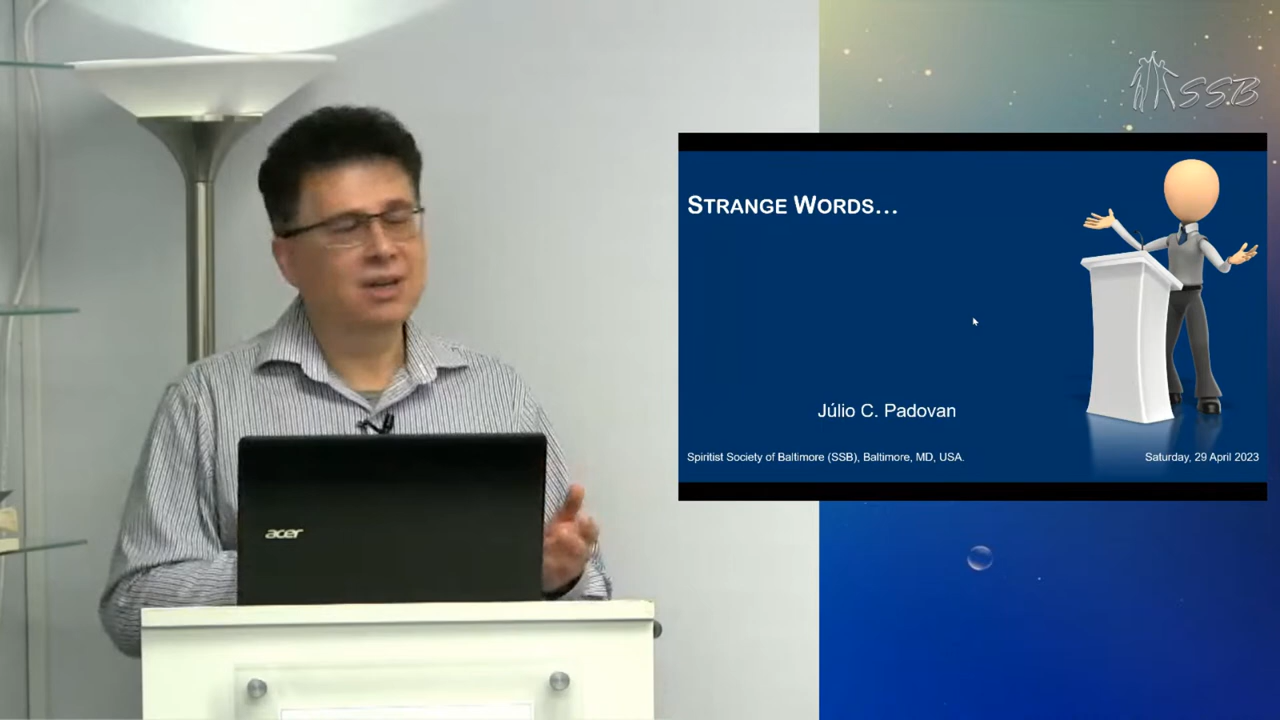 SSB
STRANGE WORDS...
Júlio C. Padovan
Spiritist Society of Baltimore (SSB), Baltimore, MD, USA.
Saturday, 29 April 2023
acer